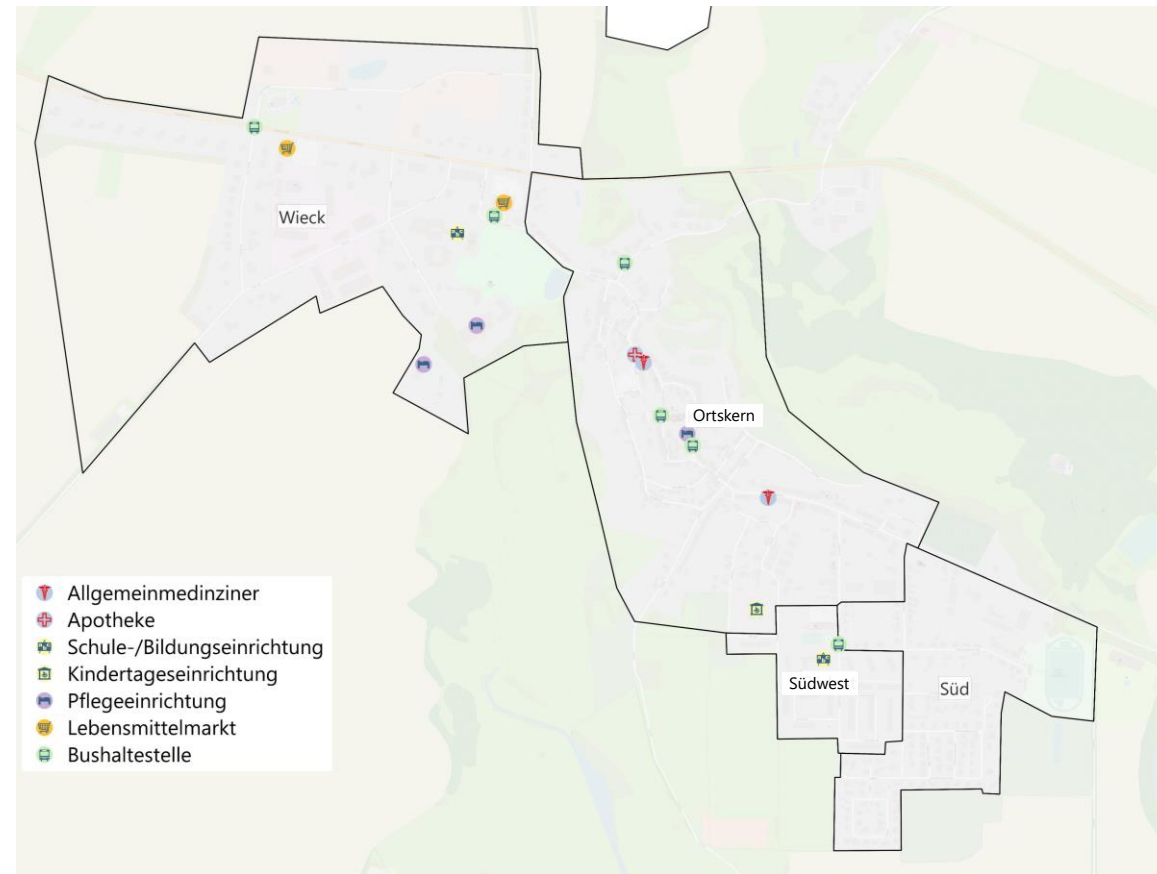 Wieck
Ortskern
Südwest
Süd
Allgemeinmedinziner
Apotheke
Schule-/Bildungseinrichtung
Kindertageseinrichtung
Pflegeeinrichtung
Lebensmittelmarkt
Bushaltestelle